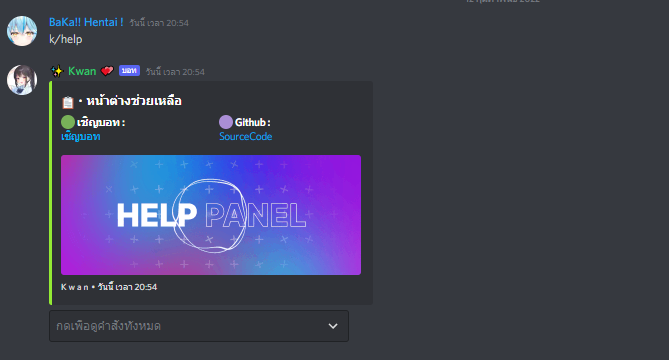 BaKa!! Hentai ! วันนี้ เวลา 20:54
k/help
Kwan บอท วันนี้ เวลา 20:54
• หน้าต่างช่วยเหลือ
เชิญบอท : Github :
เชิญบอท SourceCode
HELP PANEL
K w a n • วันนี้ เวลา 20:54
กดเพื่อดูคำสั่งทั้งหมด